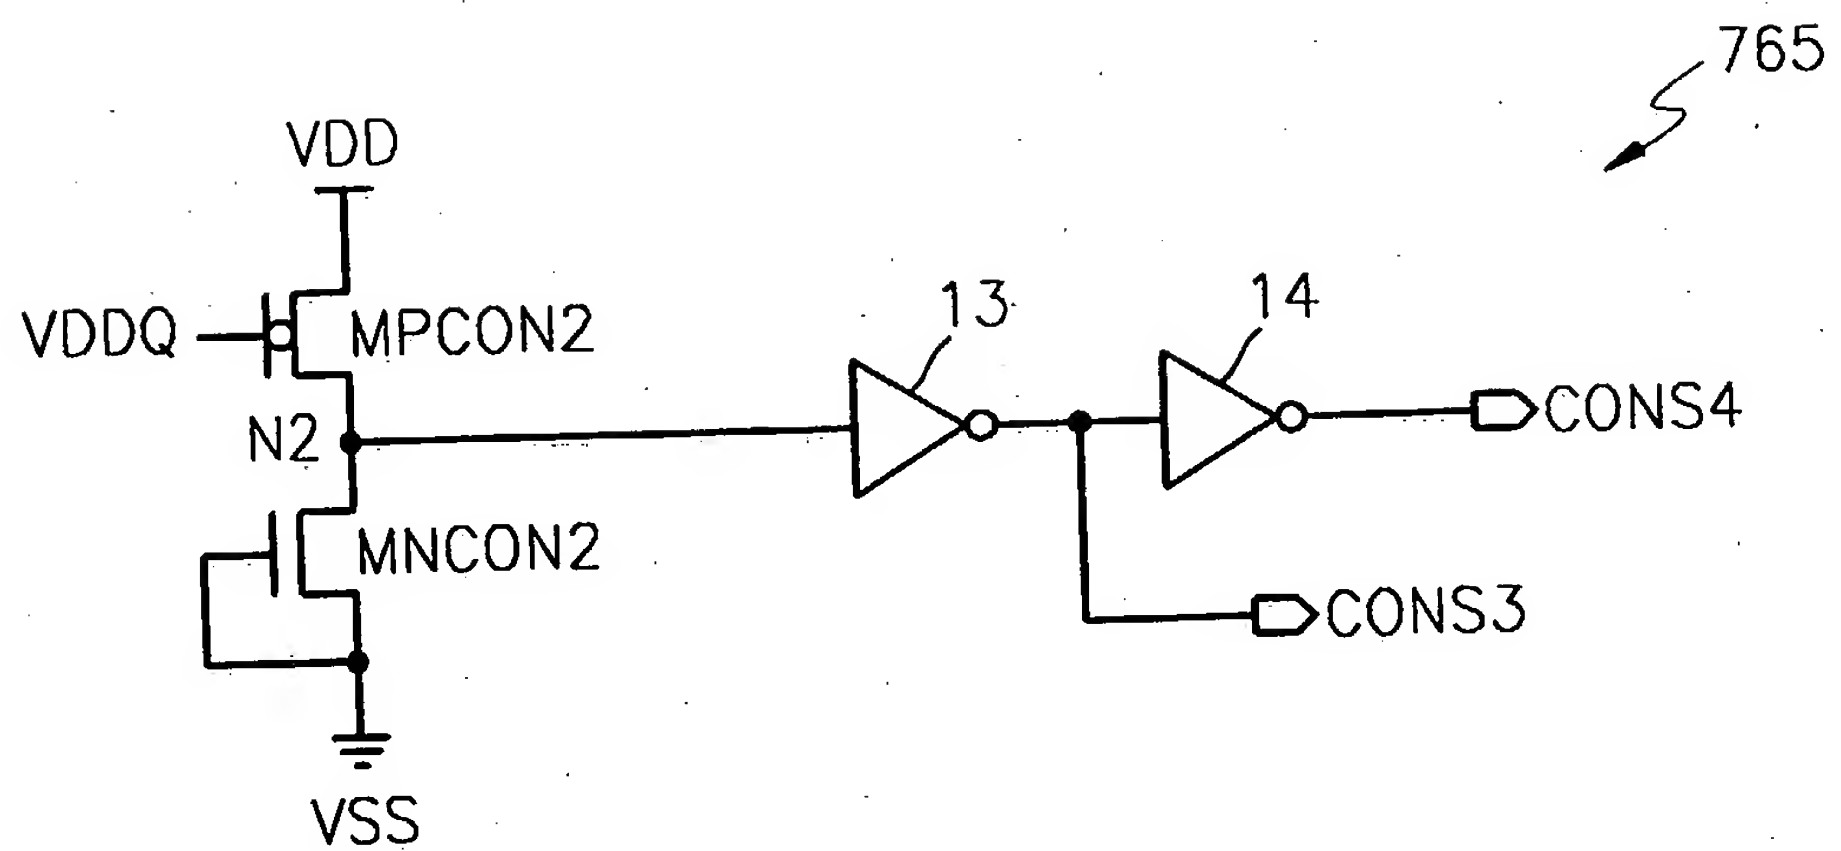 765
VDD
VDDQ
MPCON2
13
14
N2
CONS4
MNCON2
CONS3
VSS